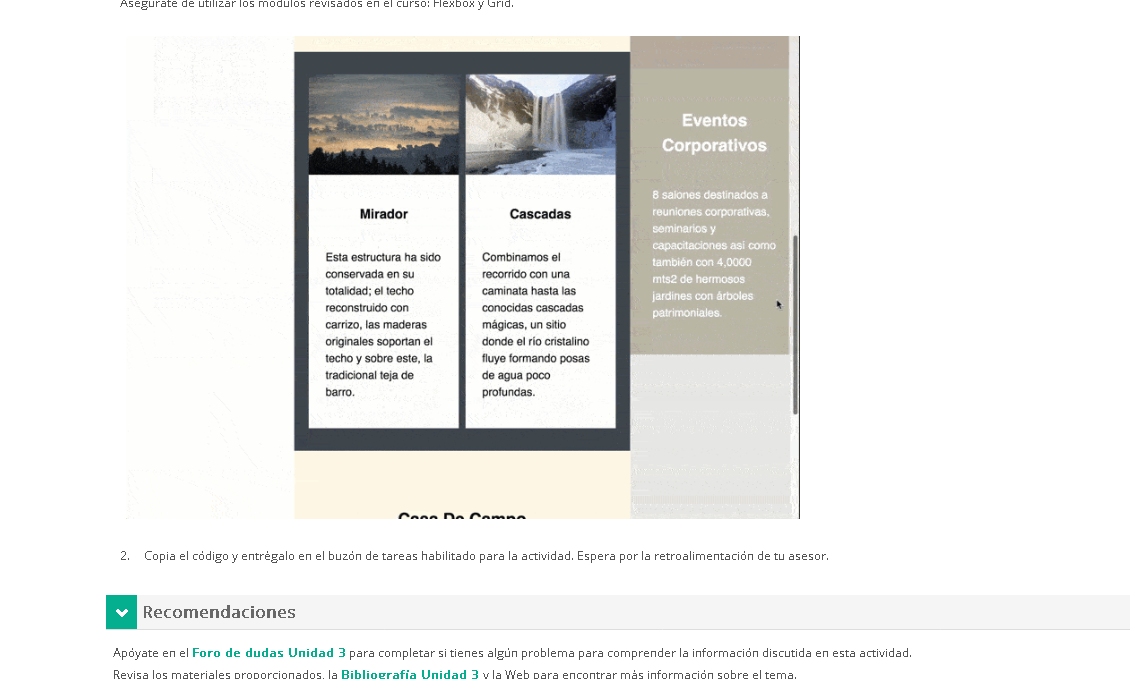 Asegúrate de utilizar los módulos revisados en el curso: Flexbox y Grid.
Mirador
Esta estructura ha sido
conservada en su
totalidad; el techo
reconstruido con
carrizo, las maderas
originales soportan el
techo y sobre este, la
tradicional teja de
barro.
Cascadas
Combinamos el
recorrido con una
caminata hasta las
conocidas cascadas
mágicas, un sitio
donde el río cristalino
fluye formando posas
de agua poco
profundas.
Eventos
Corporativos
8 salones destinados a
reuniones corporativas,
seminarios y
capacitaciones asi como
también con 4,0000
mts2 de hermosos
jardines con árboles
patrimoniales.
Casa De Campo
2. Copia el código y entrégalo en el buzón de tareas habilitado para la actividad. Espera por la retroalimentación de tu asesor.
Recomendaciones
Apóyate en el Foro de dudas Unidad 3 para completar si tienes algún problema para comprender la información discutida en esta actividad.
Revisa los materiales proporcionados, la Bibliografía Unidad 3 y la Web para encontrar más información sobre el tema.